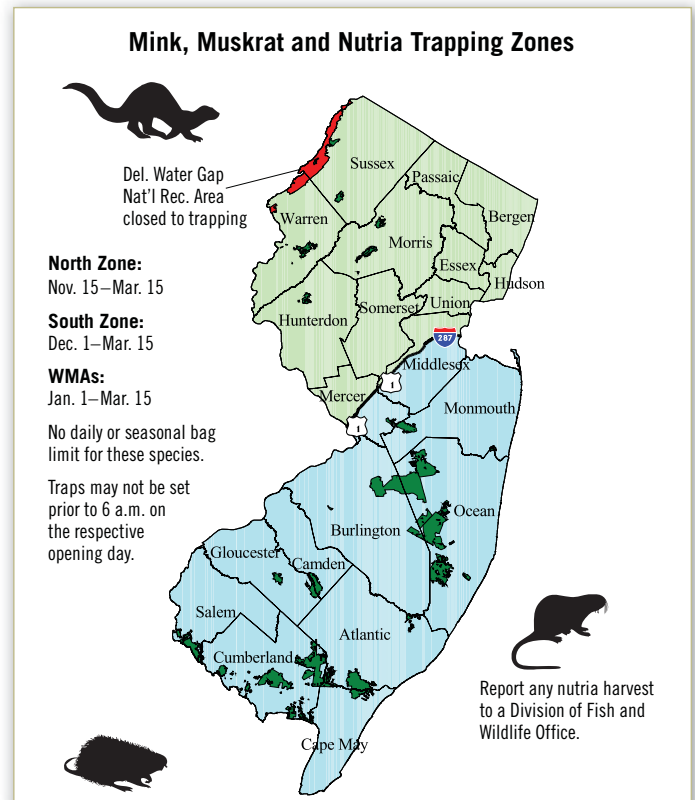 Mink, Muskrat and Nutria Trapping Zones
Del. Water Gap
Nat'l Rec. Area
closed to trapping
North Zone:
Nov. 15–Mar. 15
South Zone:
Dec. 1–Mar. 15
WMAs:
Jan. 1–Mar. 15
No daily or seasonal bag
limit for these species.
Traps may not be set
prior to 6 a.m. on
the respective
opening day.
Sussex
Passaic
Bergen
Warren
Morris
Essex
Hudson
Hunterdon
Somerset
Union
287
Middlesex
1
Mercer
Monmouth
1
Ocean
Burlington
Gloucester
Camden
Salem
Atlantic
Cumberland
Cape May
Report any nutria harvest
to a Division of Fish and
Wildlife Office.